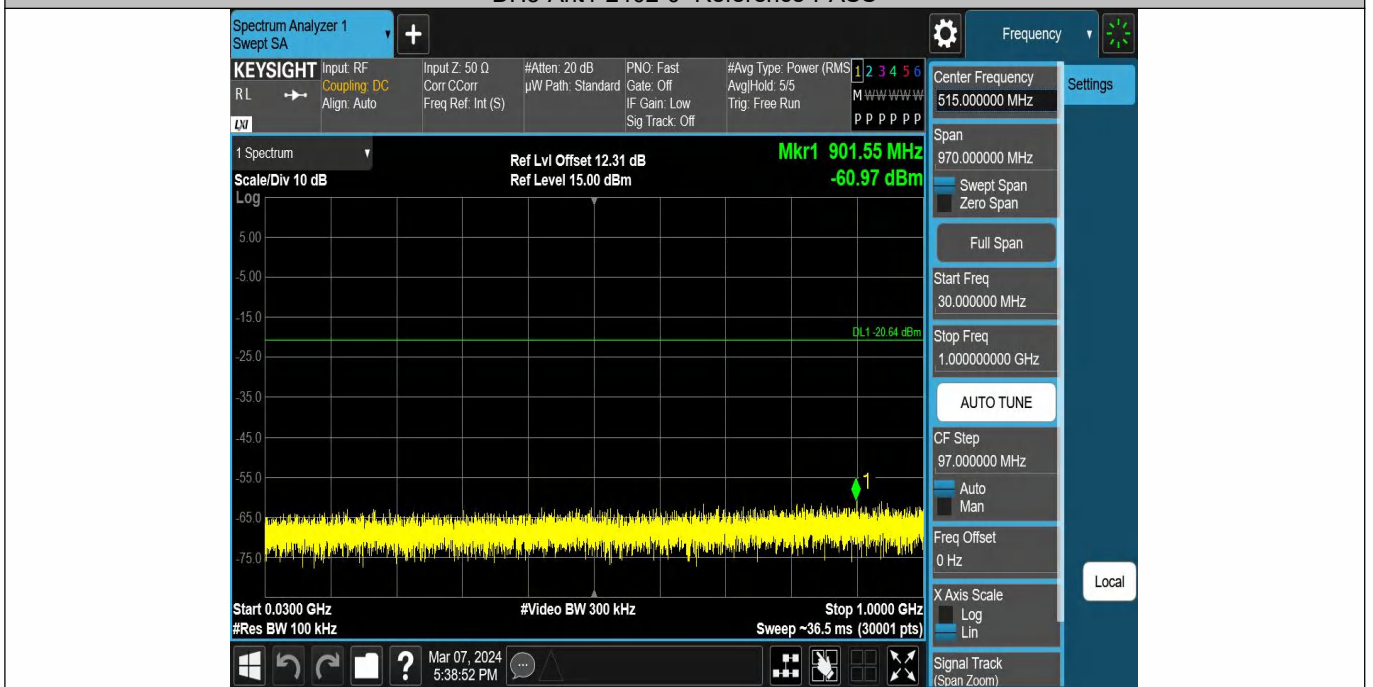 Spectrum Analyzer 1
Swept SA
Frequency
KEYSIGHT
RL
LXI
Input: RF
Coupling: DC
Align: Auto
Input Z: 50 Ω
Corr CCorr
Freq Ref: Int (S)
#Atten: 20 dB
µW Path: Standard
PNO: Fast
Gate: Off
IF Gain: Low
Sig Track: Off
#Avg Type: Power (RMS
Avg|Hold: 5/5
Trig: Free Run
1 2 3 4 5 6
M W W W W W
P P P P P P
1 Spectrum
Scale/Div 10 dB
Log
Ref Lvl Offset 12.31 dB
Ref Level 15.00 dBm
Mkr1 901.55 MHz
-60.97 dBm
5.00
-5.00
-15.0
DL1 -20.64 dBm
-25.0
-35.0
-45.0
-55.0
1
-65.0
-75.0
Start 0.0300 GHz
#Video BW 300 kHz
Stop 1.0000 GHz
#Res BW 100 kHz
Sweep ~36.5 ms (30001 pts)
?
Mar 07, 2024
5:38:52 PM
Center Frequency
515.000000 MHz
Settings
Span
970.000000 MHz
Swept Span
Zero Span
Full Span
Start Freq
30.000000 MHz
Stop Freq
1.000000000 GHz
AUTO TUNE
CF Step
97.000000 MHz
Auto
Man
Freq Offset
0 Hz
Local
X Axis Scale
Log
Lin
Signal Track
(Span Zoom)